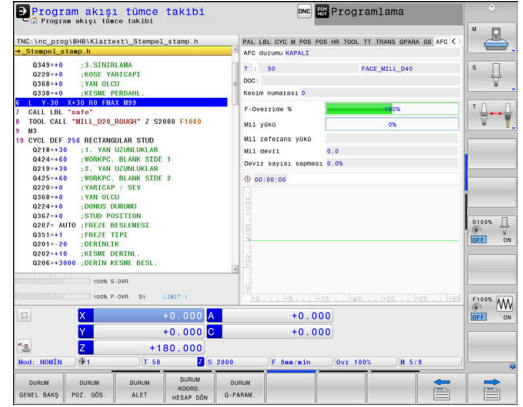 Program akışı tümce takibi
Program akışı tümce takibi
DNC
Programlama
TNC:\nc_prog\BHB\Klartext\_Stempel_stamp.h
→_Stempel_stamp.h
Q349=+0 ;3.SINIRLAMA
Q220=+0 ;KOSE YARICAPI
Q368=+0 ;YAN OLCU
Q338=+0 ;KESME PERDAHL.
6 L Y-30 X+30 R0 FMAX M99
7 CALL LBL "safe"
8 TOOL CALL "MILL_D20_ROUGH" Z S2000 F1000
9 M3
10 CYCL DEF 256 RECTANGULAR STUD
Q218=+30 ;1. YAN UZUNLUKLAR
Q424=+60 ;WORKPC. BLANK SIDE 1
Q219=+30 ;2. YAN UZUNLUKLAR
Q425=+60 ;WORKPC. BLANK SIDE 2
Q220=+0 ;YARICAP / SEV
Q368=+0 ;YAN OLCU
Q224=+0 ;DONUS DURUMU
Q367=+0 ;STUD POSITION
Q207= AUTO ;FREZE BESLEMESI
Q351=+1 ;FREZE TIPI
Q201=-20 ;DERINLIK
Q202=+10 ;KESME DERINL.
Q206=+3000 ;DERIN KESME BESL.
100% S-OVR
100% F-OVR S1 LIMIT 1
PAL LBL CYC M POS POS HR TOOL TT TRANS QPARA GS AFC
AFC durumu KAPALI
T : 50 FACE_MILL_D40
DOC:
Kesim numarası 0
F-Override % 100%
Mil yükü 0%
Mil referans yükü
Mil devri 0.0
Devir sayısı sapması 0.0%
00:00:00
X +0.000 A +0.000
Y +0.000 C +0.000
Z +180.000
Mod: NOMİN 1 T 50 Z S 2000 F 0mm/min Ovr 100% M 5/9
DURUM GENEL BAKŞ
DURUM POZ. GÖS.
DURUM ALET
DURUM KOORD. HESAP DÖN
DURUM Q-PARAM.
M
S
T
S100%
OFF ON
F100%
OFF ON